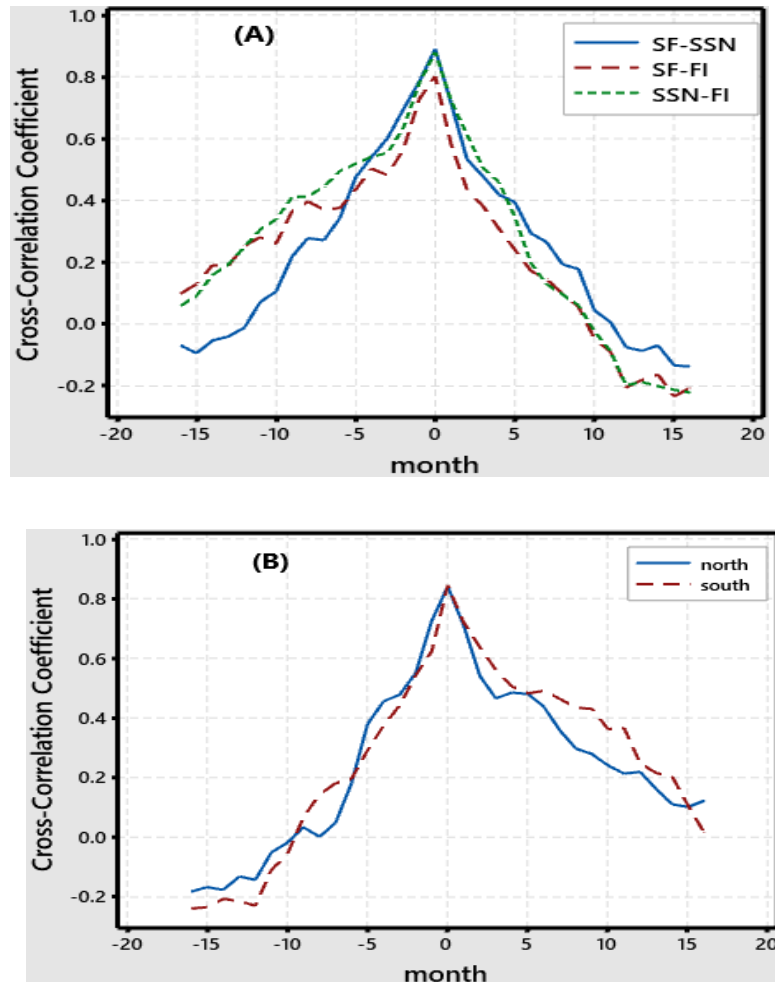 (A)
SF-SSN
SF-FI
SSN-FI
Cross-Correlation Coefficient
1.0
0.8
0.6
0.4
0.2
0.0
-0.2
-20 -15 -10 -5 0 5 10 15 20
month
(B)
north
south
Cross-Correlation Coefficient
1.0
0.8
0.6
0.4
0.2
0.0
-0.2
-20 -15 -10 -5 0 5 10 15 20
month